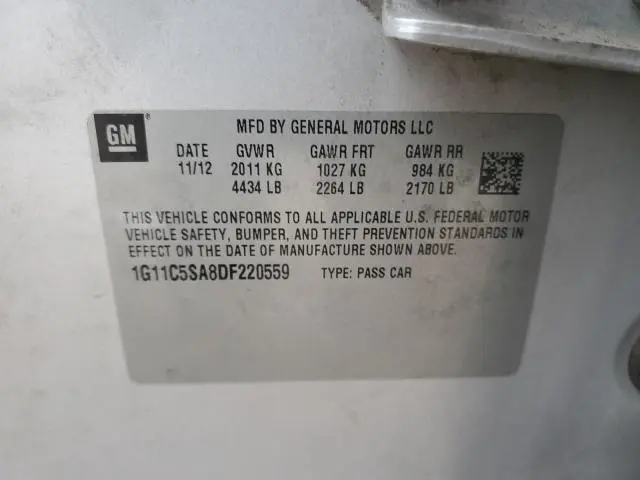 GM®
MFD BY GENERAL MOTORS LLC
DATE GVWR GAWR FRT GAWR RR
11/12 2011 KG 1027 KG 984 KG
4434 LB 2264 LB 2170 LB
THIS VEHICLE CONFORMS TO ALL APPLICABLE U.S. FEDERAL MOTOR
VEHICLE SAFETY, BUMPER, AND THEFT PREVENTION STANDARDS IN
EFFECT ON THE DATE OF MANUFACTURE SHOWN ABOVE.
1G11C5SA8DF220559 TYPE: PASS CAR